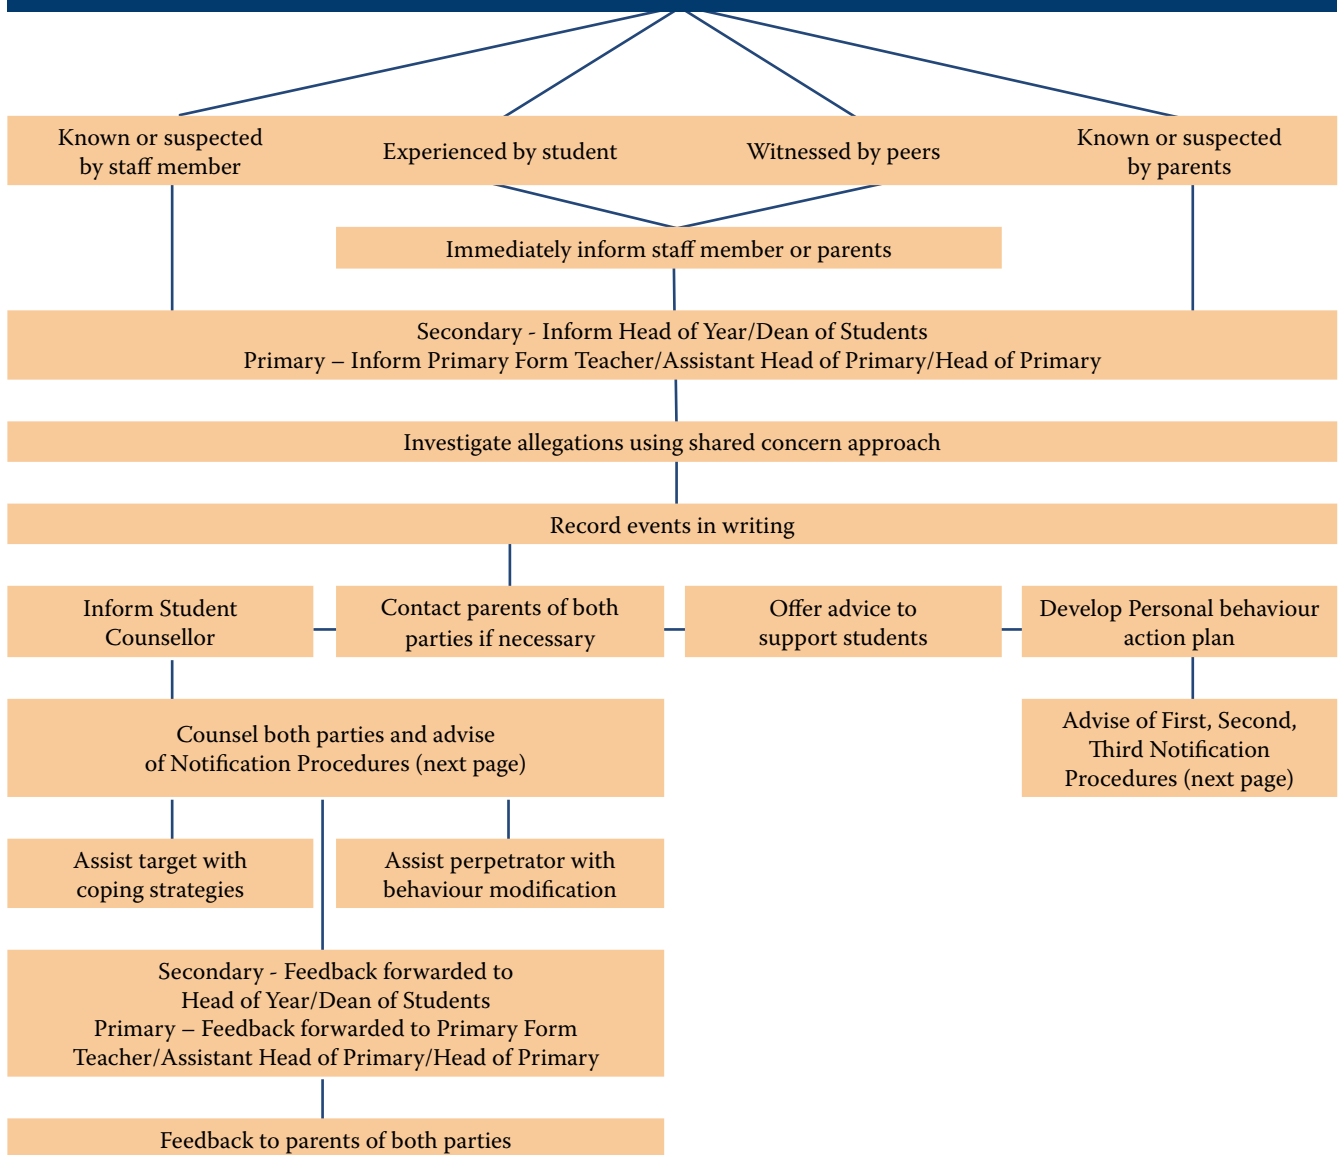 Known or suspected
by staff member
Experienced by student
Witnessed by peers
Known or suspected
by parents
Immediately inform staff member or parents
Secondary - Inform Head of Year/Dean of Students
Primary – Inform Primary Form Teacher/Assistant Head of Primary/Head of Primary
Investigate allegations using shared concern approach
Record events in writing
Inform Student
Counsellor
Contact parents of both
parties if necessary
Offer advice to
support students
Develop Personal behaviour
action plan
Counsel both parties and advise
of Notification Procedures (next page)
Advise of First, Second,
Third Notification
Procedures (next page)
Assist target with
coping strategies
Assist perpetrator with
behaviour modification
Secondary - Feedback forwarded to
Head of Year/Dean of Students
Primary – Feedback forwarded to Primary Form
Teacher/Assistant Head of Primary/Head of Primary
Feedback to parents of both parties